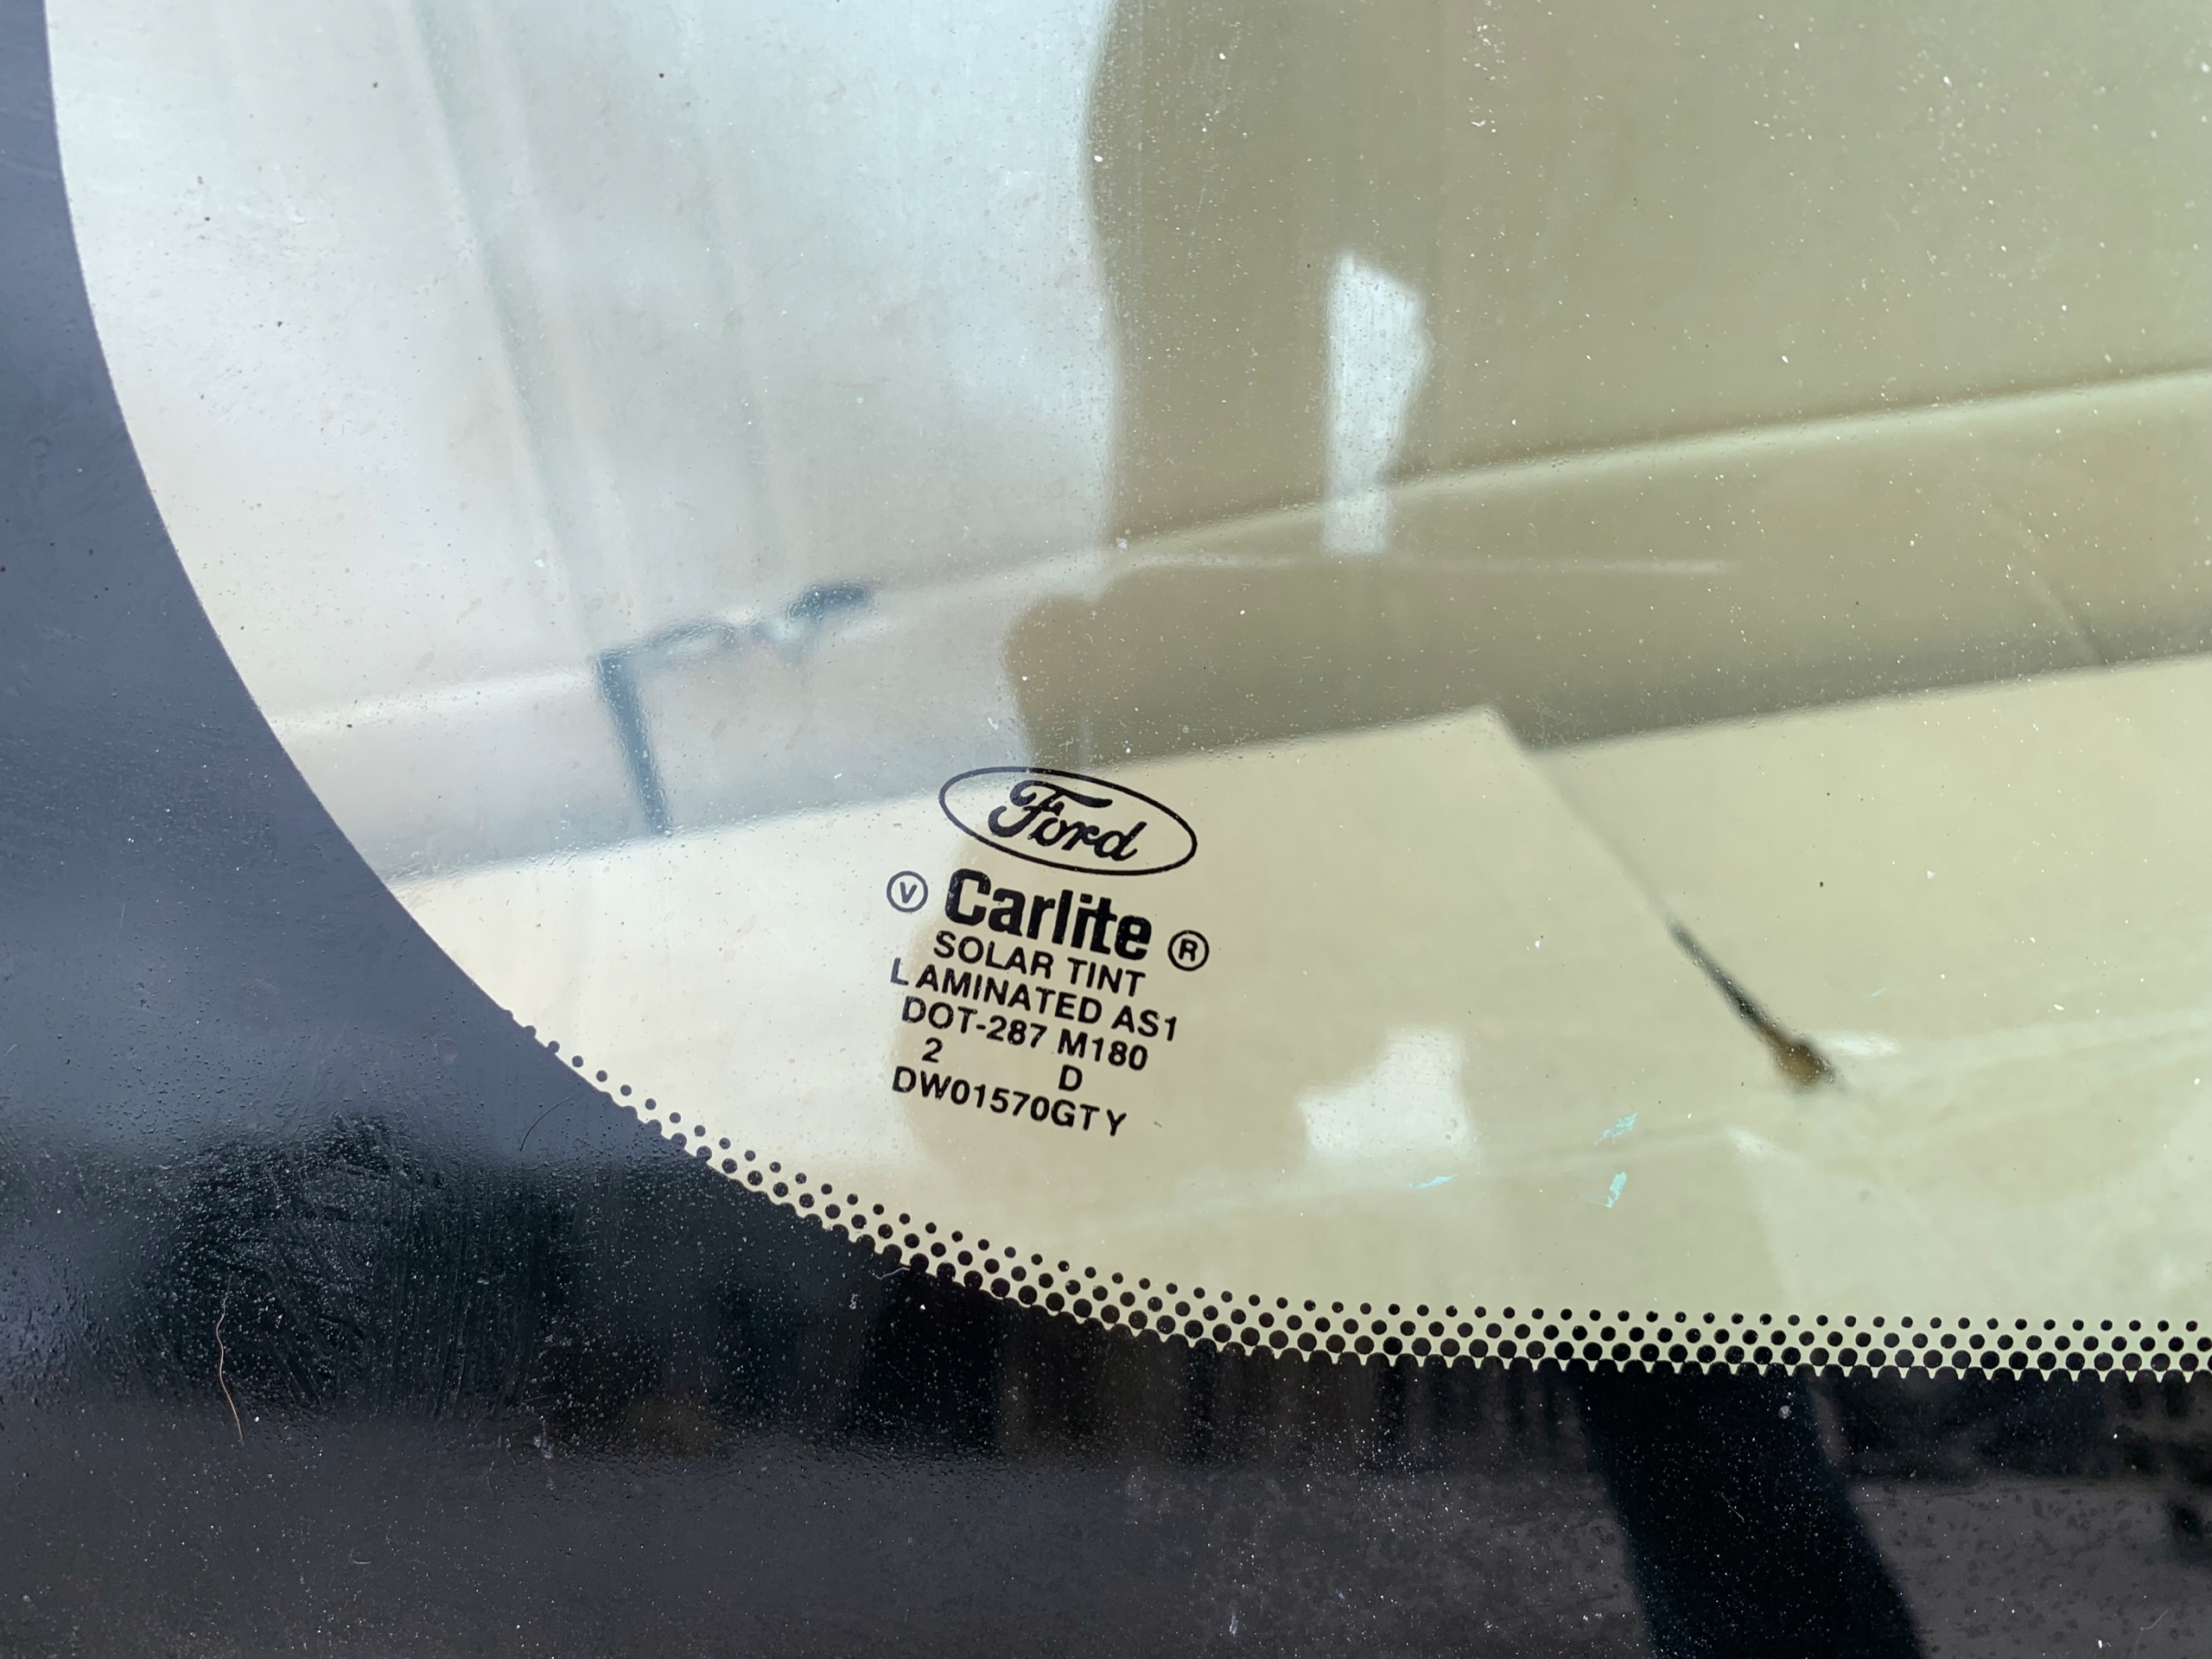 Ford
Ⓥ Carlite ®
SOLAR TINT
LAMINATED AS1
DOT-287 M180
2 D
DW01570GTY